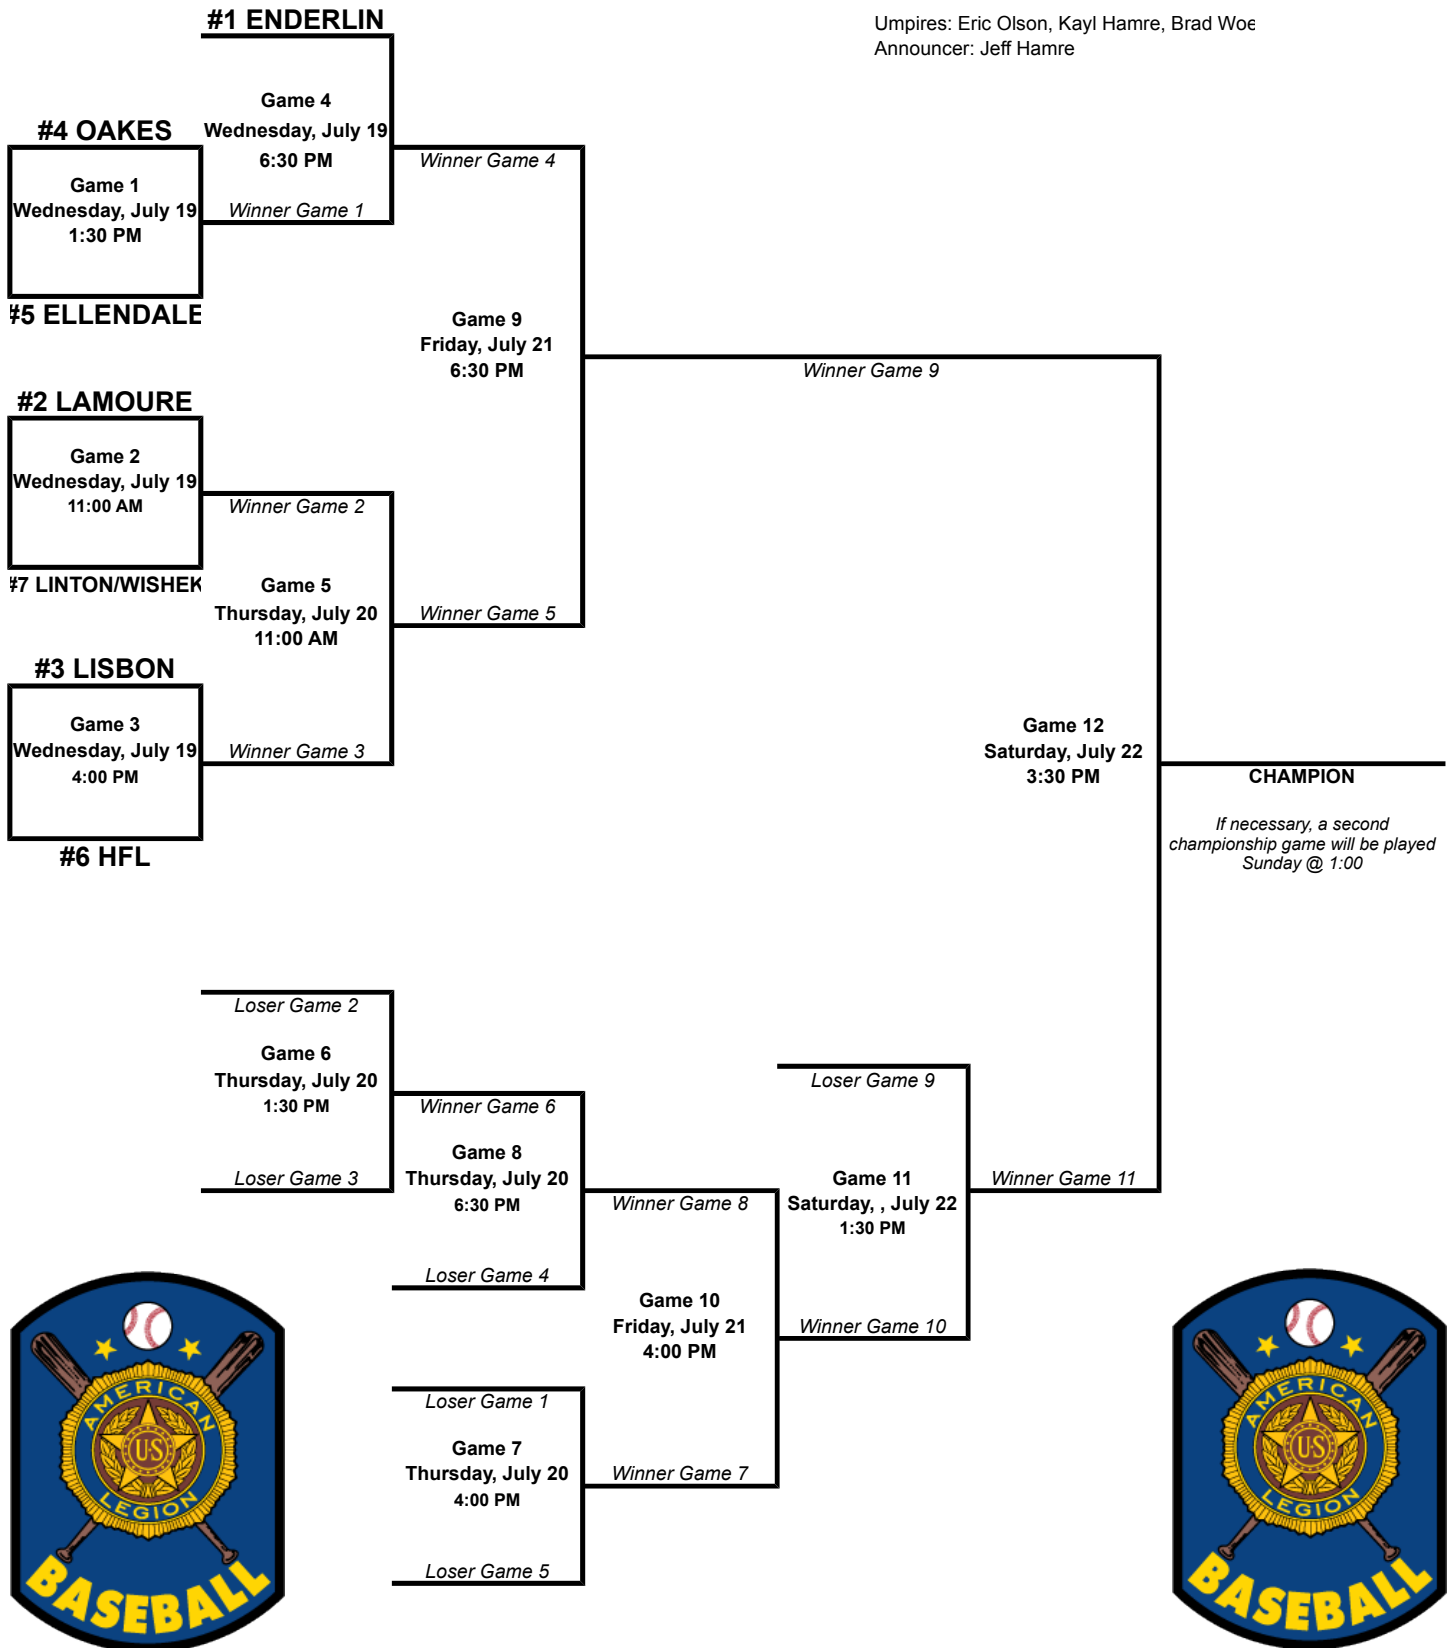 #1 ENDERLIN
Umpires: Eric Olson, Kayl Hamre, Brad Woe
Announcer: Jeff Hamre
Game 4
Wednesday, July 19
6:30 PM
#4 OAKES
Game 1
Wednesday, July 19
1:30 PM
#5 ELLENDALE
Winner Game 1
Winner Game 4
Game 9
Friday, July 21
6:30 PM
Winner Game 9
#2 LAMOURE
Game 2
Wednesday, July 19
11:00 AM
#7 LINTON/WISHEK
Winner Game 2
Game 5
Thursday, July 20
11:00 AM
Winner Game 5
#3 LISBON
Game 3
Wednesday, July 19
4:00 PM
#6 HFL
Winner Game 3
Game 12
Saturday, July 22
3:30 PM
CHAMPION
If necessary, a second
championship game will be played
Sunday @ 1:00
Loser Game 2
Game 6
Thursday, July 20
1:30 PM
Loser Game 3
Winner Game 6
Game 8
Thursday, July 20
6:30 PM
Loser Game 4
Winner Game 8
Loser Game 9
Game 11
Saturday, , July 22
1:30 PM
Winner Game 11
Game 10
Friday, July 21
4:00 PM
Winner Game 10
Loser Game 1
Game 7
Thursday, July 20
4:00 PM
Loser Game 5
Winner Game 7
AMERICAN
US
LEGION
BASEBALL
AMERICAN
US
LEGION
BASEBALL